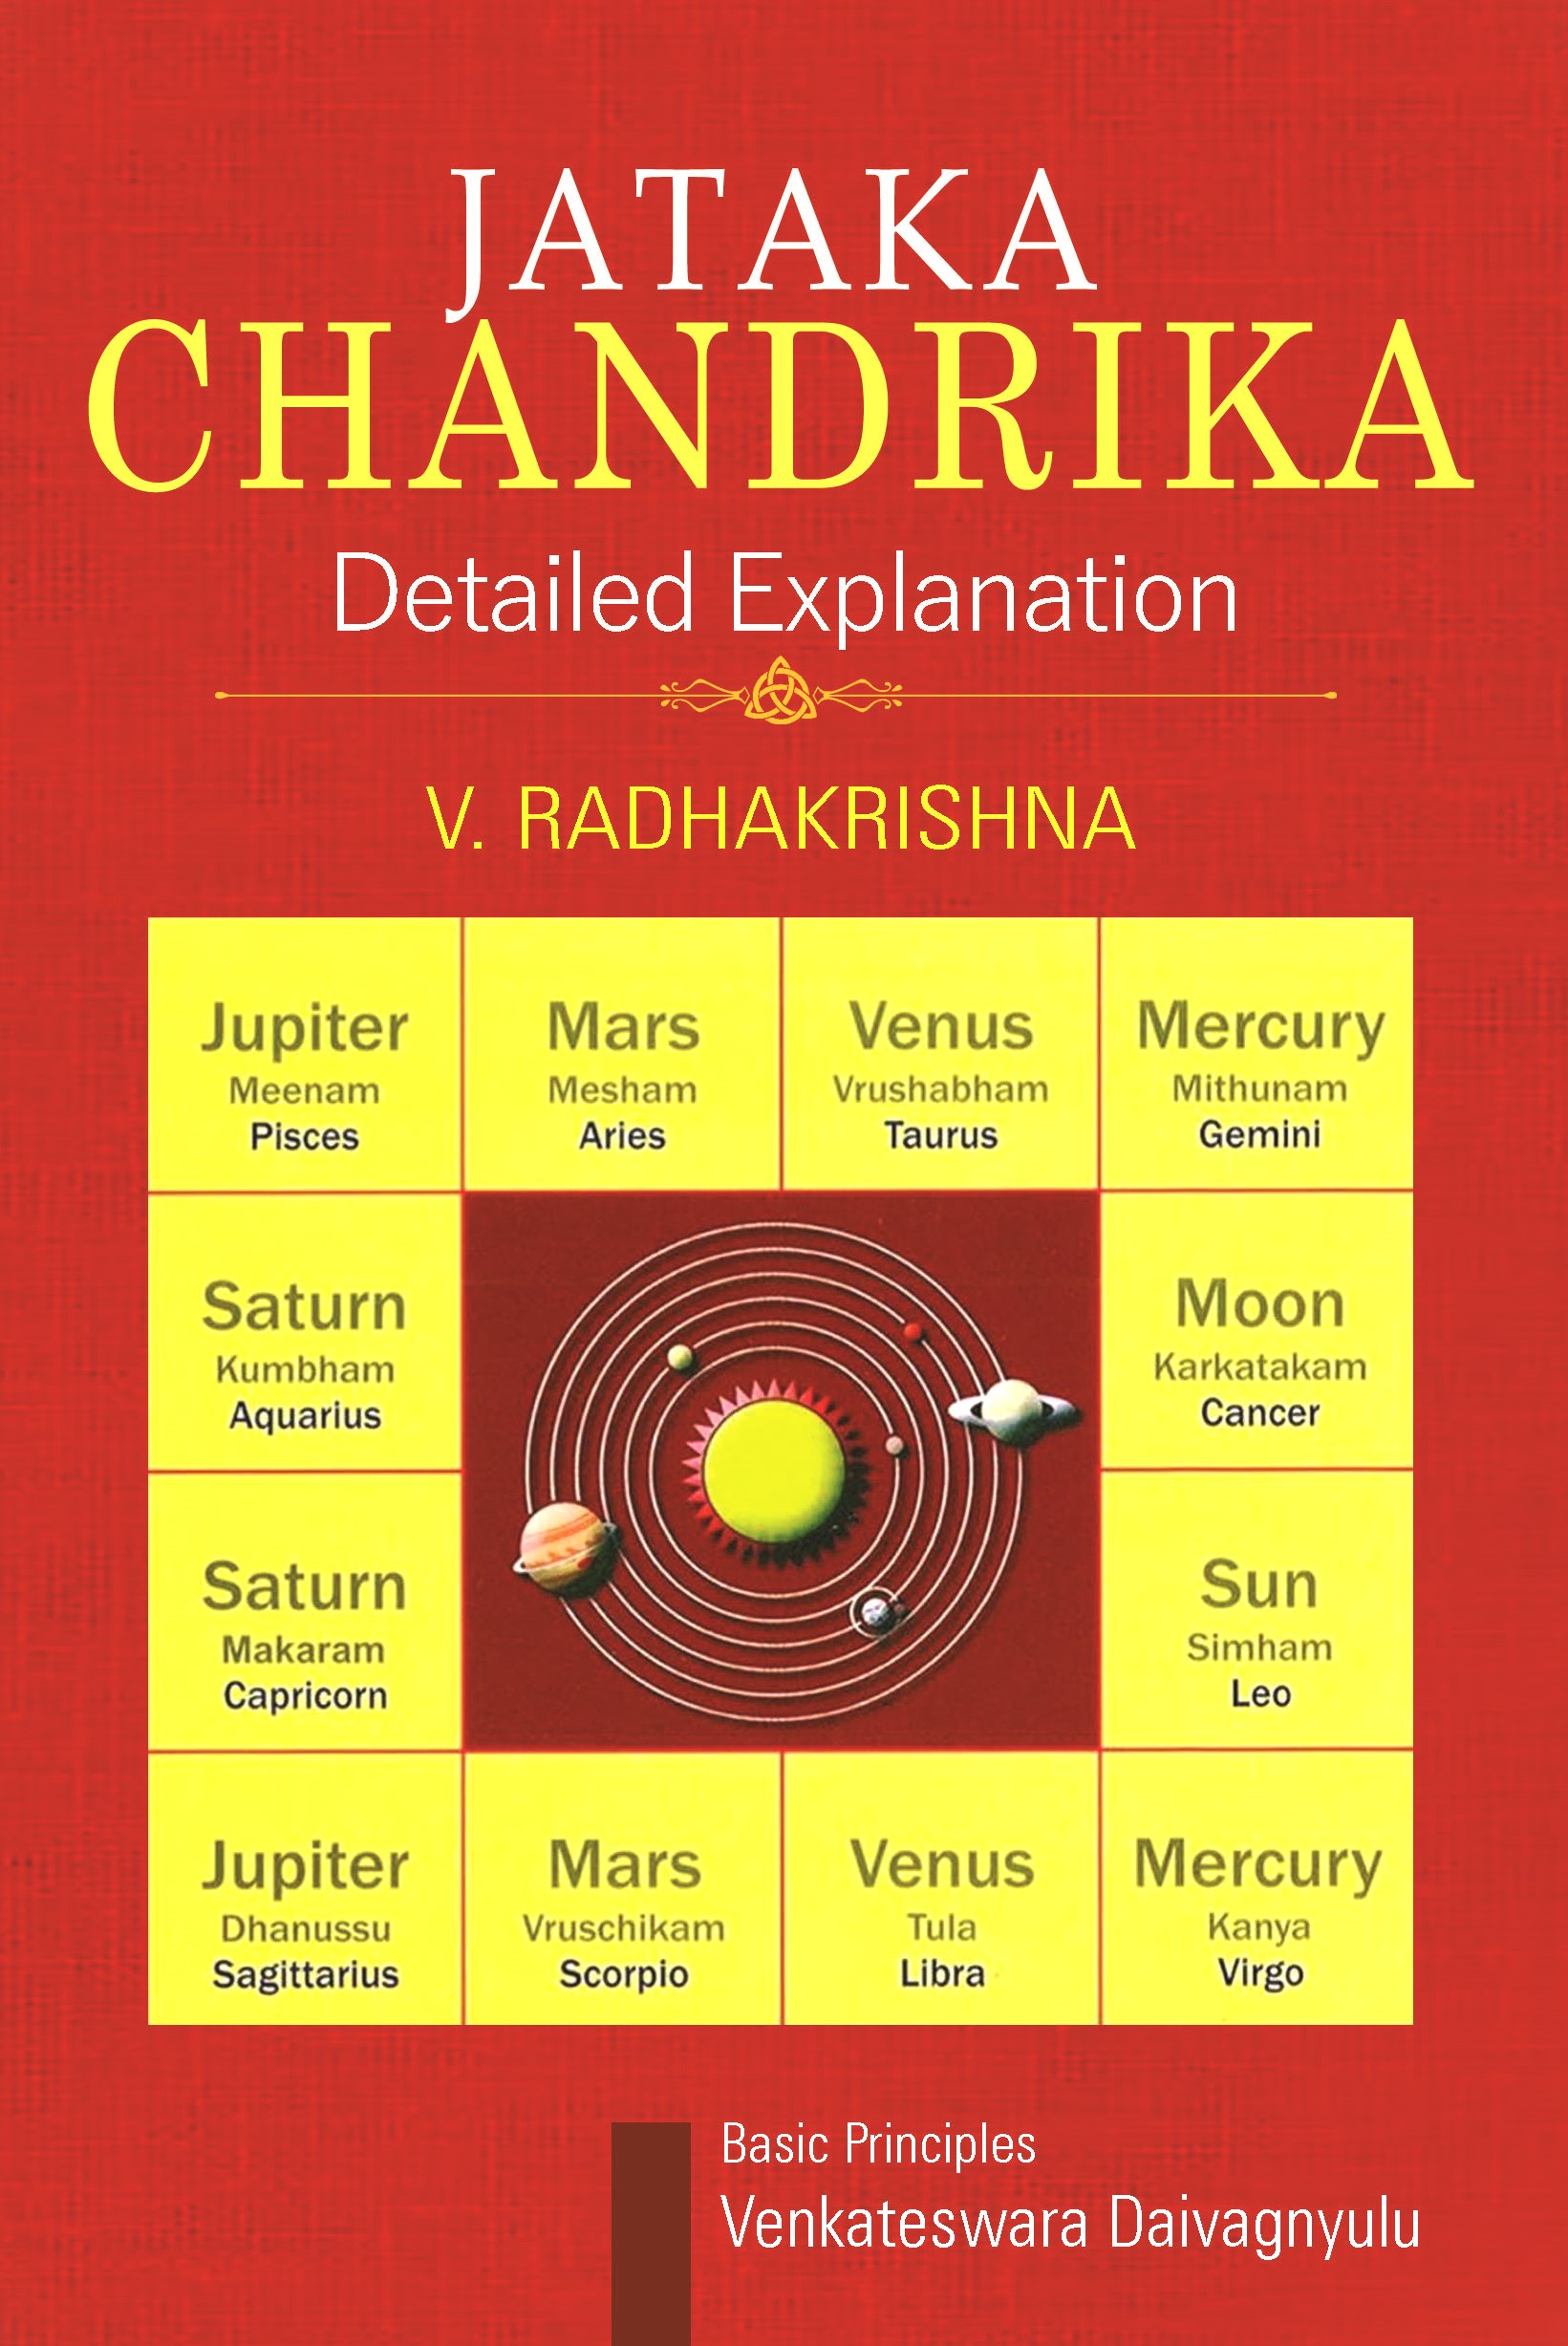 JATAKA
CHANDRIKA
Detailed Explanation
V. RADHAKRISHNA
Jupiter
Meenam
Pisces
Mars
Mesham
Aries
Venus
Vrushabham
Taurus
Mercury
Mithunam
Gemini
Saturn
Kumbham
Aquarius
Moon
Karkatakam
Cancer
Saturn
Makaram
Capricorn
Sun
Simham
Leo
Jupiter
Dhanussu
Sagittarius
Mars
Vruschikam
Scorpio
Venus
Tula
Libra
Mercury
Kanya
Virgo
Basic Principles
Venkateswara Daivagnyulu